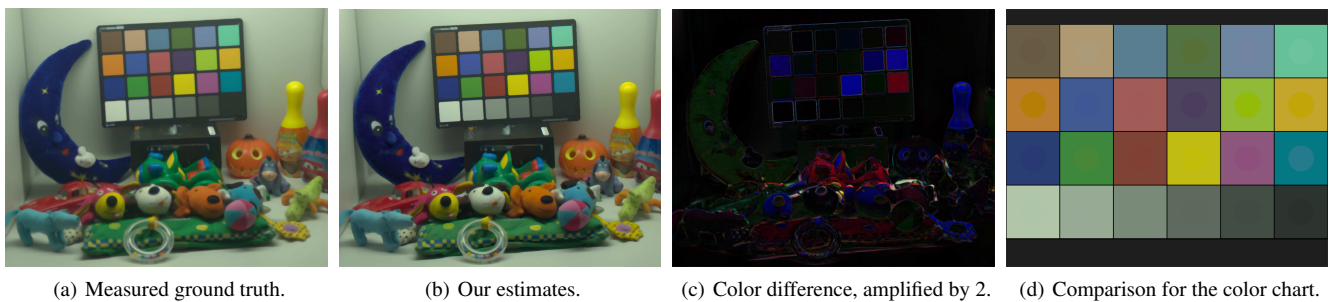 (a) Measured ground truth.
(b) Our estimates.
(c) Color difference, amplified by 2.
(d) Comparison for the color chart.